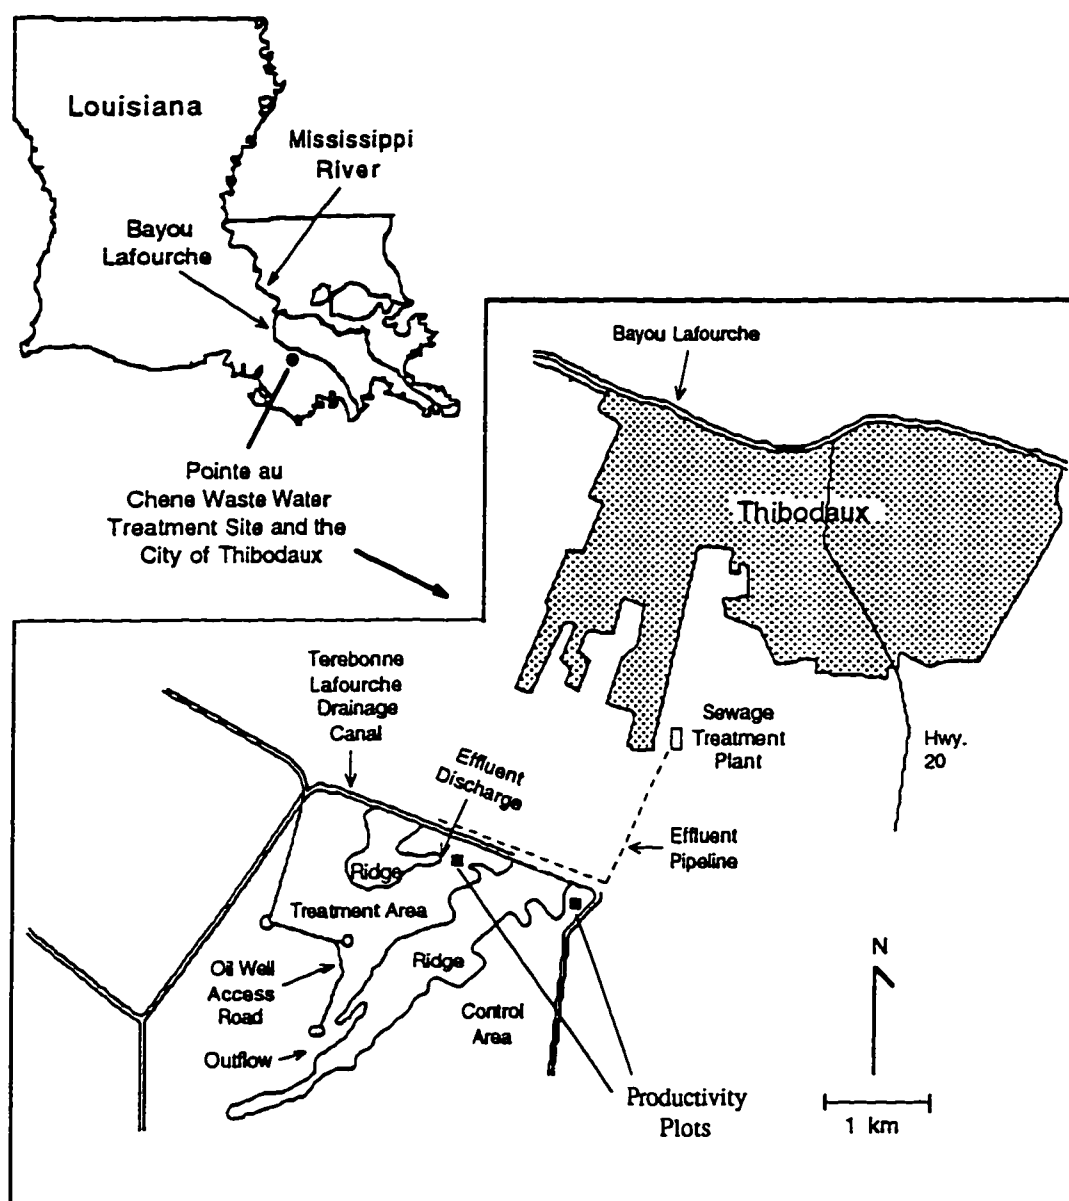 Louisiana
Mississippi
River
Bayou
Lafourche
Pointe au
Chene Waste Water
Treatment Site and the
City of Thibodaux
Bayou Lafourche
Thibodaux
Terebonne
Lafourche
Drainage
Canal
Effluent
Discharge
Sewage
Treatment
Plant
Hwy.
20
Effluent
Pipeline
Ridge
Treatment Area
Ridge
Oil Well
Access
Road
Control
Area
Outflow
N
Productivity
Plots
1 km